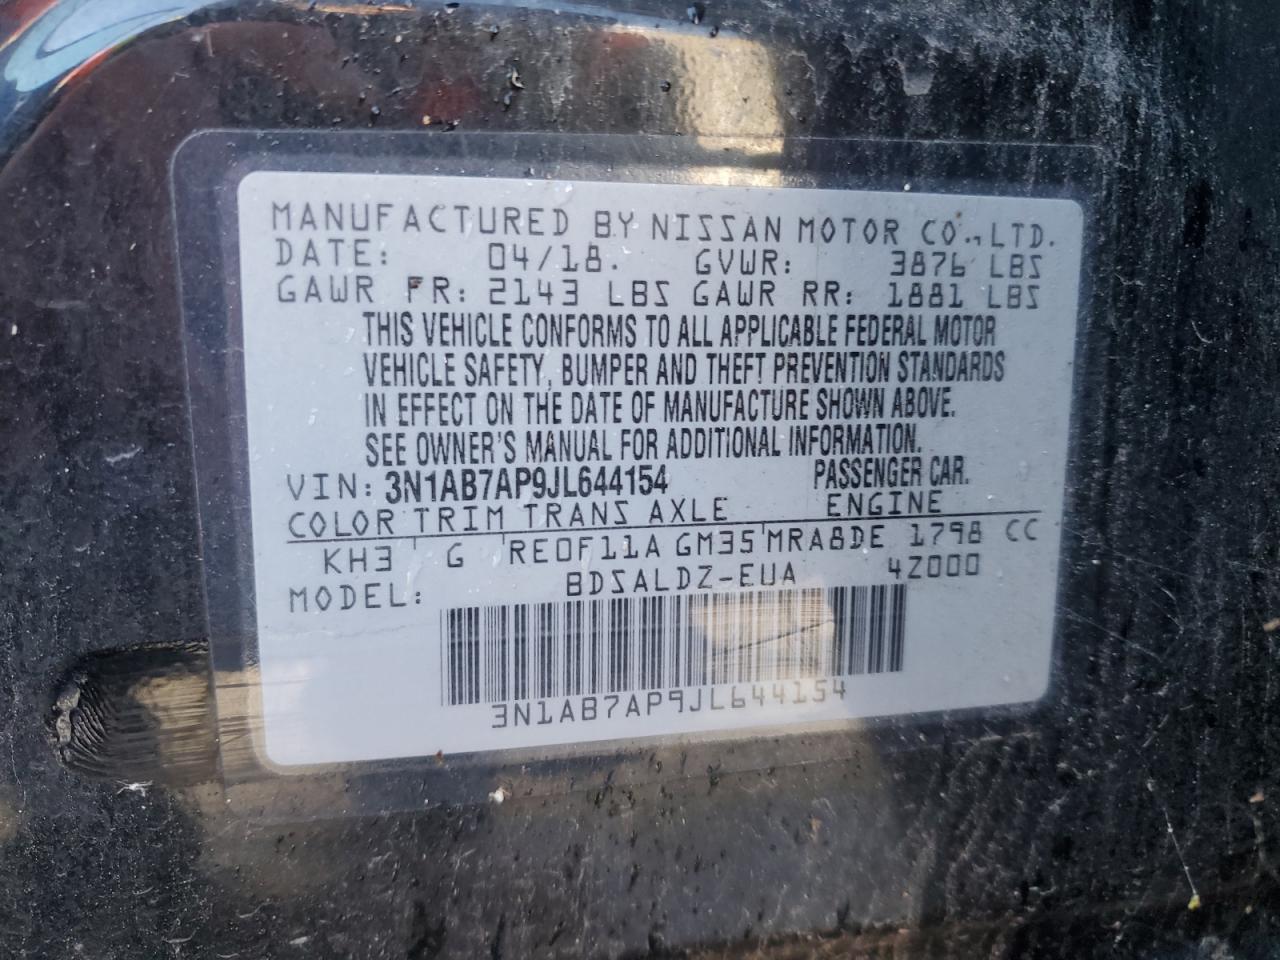 MANUFACTURED BY NISSAN MOTOR CO., LTD.
DATE: 04/18. GVWR: 3876 LBS
GAWR FR: 2143 LBS GAWR RR: 1881 LBS
THIS VEHICLE CONFORMS TO ALL APPLICABLE FEDERAL MOTOR
VEHICLE SAFETY, BUMPER AND THEFT PREVENTION STANDARDS
IN EFFECT ON THE DATE OF MANUFACTURE SHOWN ABOVE.
SEE OWNER'S MANUAL FOR ADDITIONAL INFORMATION.
VIN: 3N1AB7AP9JL644154 PASSENGER CAR.
COLOR TRIM TRANS AXLE ENGINE
KH3 G RE0F11A GM35 MRA8DE 1798 CC
MODEL: BDSALDZ-EUA 4Z000
3N1AB7AP9JL644154